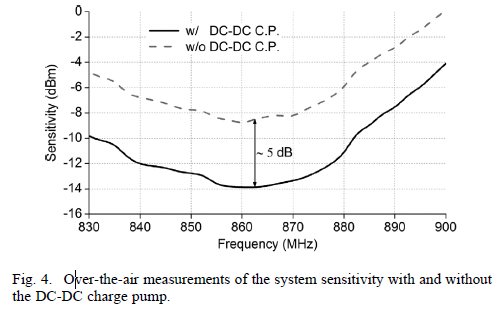 0
-2
-4
-6
-8
-10
-12
-14
-16
Sensitivity (dBm)
w/ DC-DC C.P.
w/o DC-DC C.P.
~ 5 dB
830 840 850 860 870 880 890 900
Frequency (MHz)
Fig. 4. Over-the-air measurements of the system sensitivity with and without
the DC-DC charge pump.